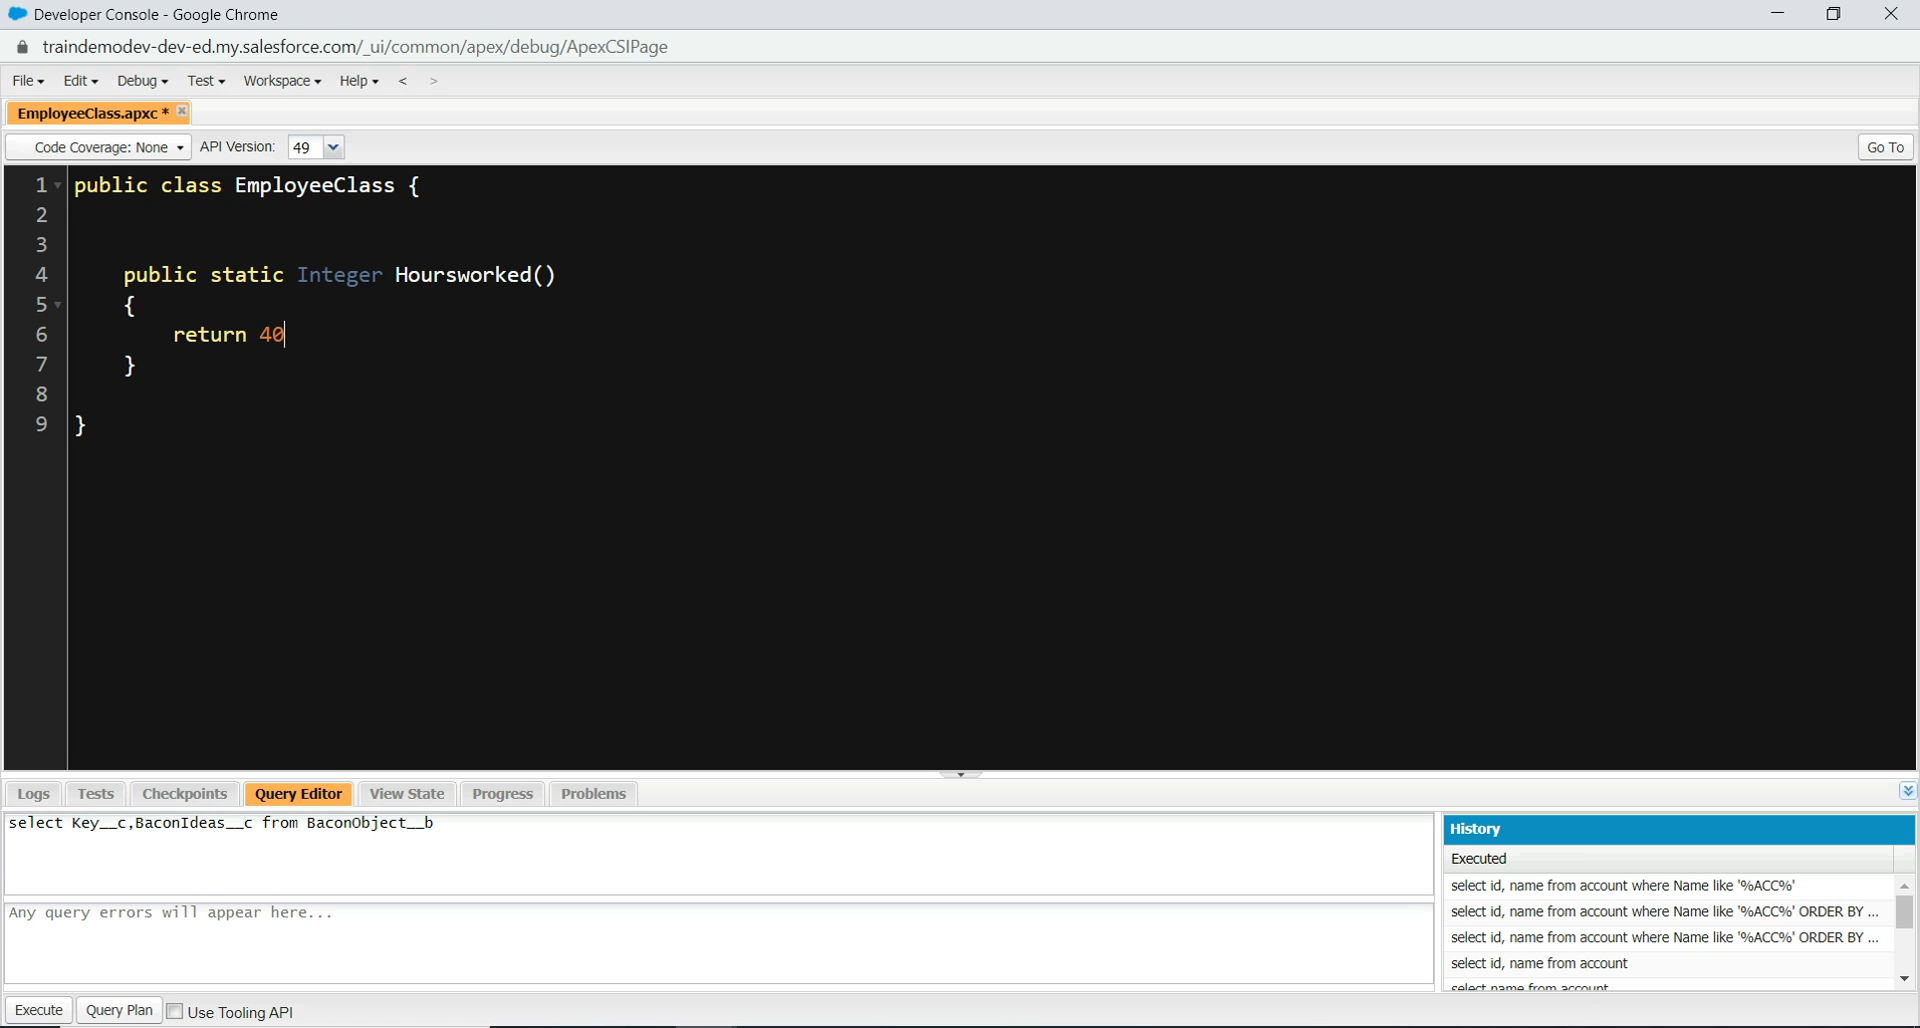 Developer Console - Google Chrome
traindemodev-dev-ed.my.salesforce.com/_ui/common/apex/debug/ApexCSIPage
File Edit Debug Test Workspace Help < >
EmployeeClass.apxc *
Code Coverage: None API Version: 49 Go To
1 public class EmployeeClass {
2
3
4 public static Integer Hoursworked()
5 {
6 return 40
7 }
8
9 }
Logs Tests Checkpoints Query Editor View State Progress Problems
select Key__c,BaconIdeas__c from BaconObject__b
Any query errors will appear here...
History
Executed
select id, name from account where Name like '%ACC%'
select id, name from account where Name like '%ACC%' ORDER BY ...
select id, name from account where Name like '%ACC%' ORDER BY ...
select id, name from account
select name from account
Execute Query Plan Use Tooling API